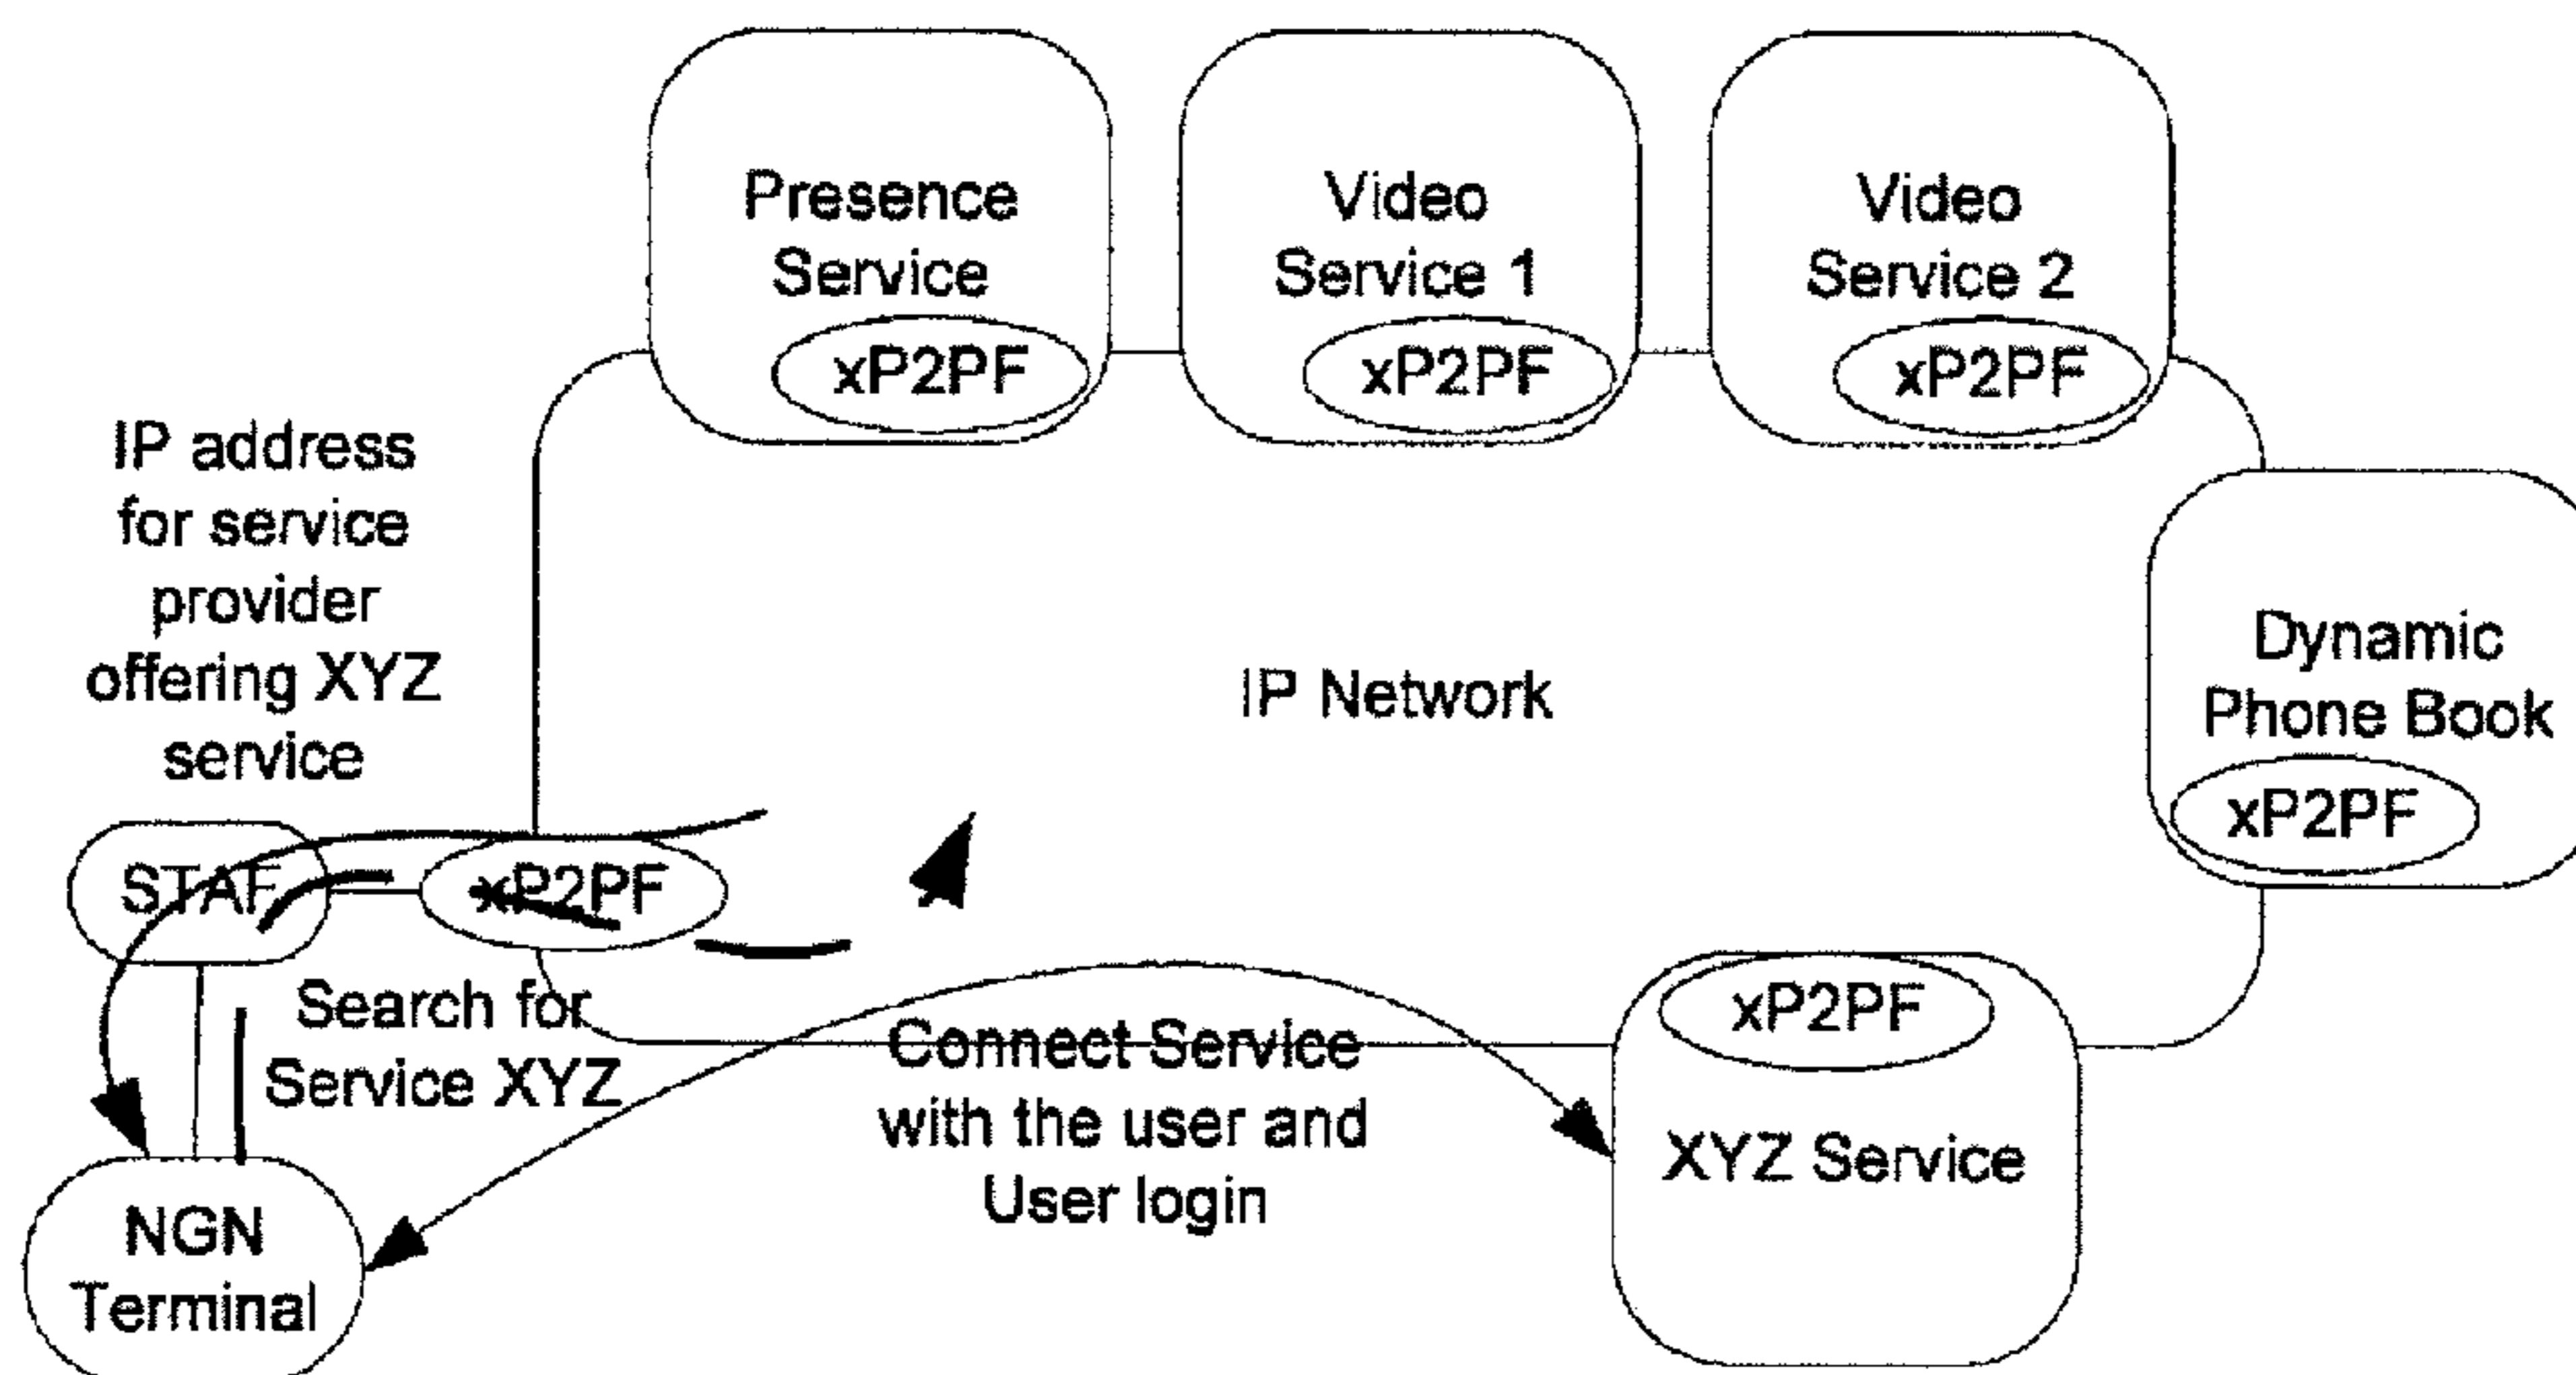 Presence
Service
xP2PF
Video
Service 1
xP2PF
Video
Service 2
xP2PF
IP address
for service
provider
offering XYZ
service
IP Network
Dynamic
Phone Book
xP2PF
STAF
xP2PF
Search for
Service XYZ
Connect Service
with the user and
User login
xP2PF
XYZ Service
NGN
Terminal